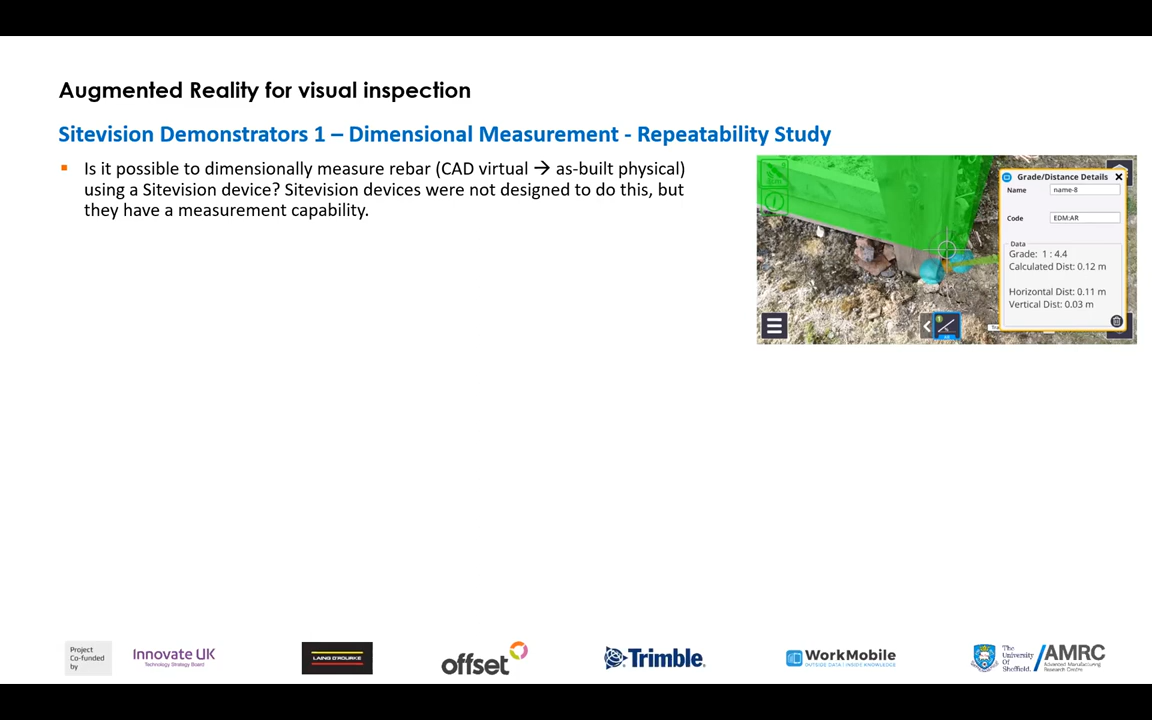 Augmented Reality for visual inspection
Sitevision Demonstrators 1 – Dimensional Measurement - Repeatability Study
▪ Is it possible to dimensionally measure rebar (CAD virtual → as-built physical)
using a Sitevision device? Sitevision devices were not designed to do this, but
they have a measurement capability.
Grade/Distance Details
Name name-8
Code EDM:AR
Data
Grade: 1 : 4.4
Calculated Dist: 0.12 m
Horizontal Dist: 0.11 m
Vertical Dist: 0.03 m
Project
Co-funded
by
Innovate UK
Technology Strategy Board
LAING O'ROURKE
offset
Trimble.
WorkMobile
OUTSIDE DATA | INSIDE KNOWLEDGE
The
University
Of
Sheffield.
AMRC
Advanced Manufacturing
Research Centre